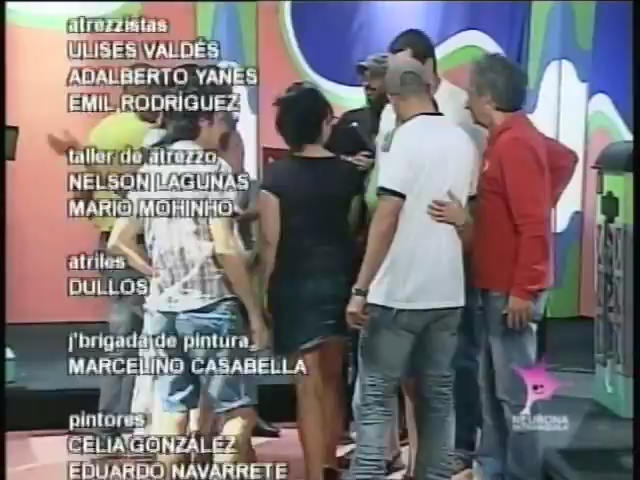 atrezzistas
ULISES VALDÉS
ADALBERTO YANES
EMIL RODRÍGUEZ
taller de atrezzo
NELSON LAGUNAS
MARIO MOHINHO
atriles
DULLOS
j'brigada de pintura
MARCELINO CASABELLA
pintores
CELIA GONZÁLEZ
EDUARDO NAVARRETE
NEURONA